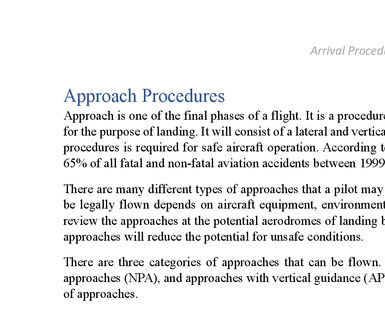 Arrival Proced
Approach Procedures
Approach is one of the final phases of a flight. It is a procedure
for the purpose of landing. It will consist of a lateral and vertica
procedures is required for safe aircraft operation. According t
65% of all fatal and non-fatal aviation accidents between 1999
There are many different types of approaches that a pilot may
be legally flown depends on aircraft equipment, environment
review the approaches at the potential aerodromes of landing b
approaches will reduce the potential for unsafe conditions.
There are three categories of approaches that can be flown.
approaches (NPA), and approaches with vertical guidance (AP
of approaches.